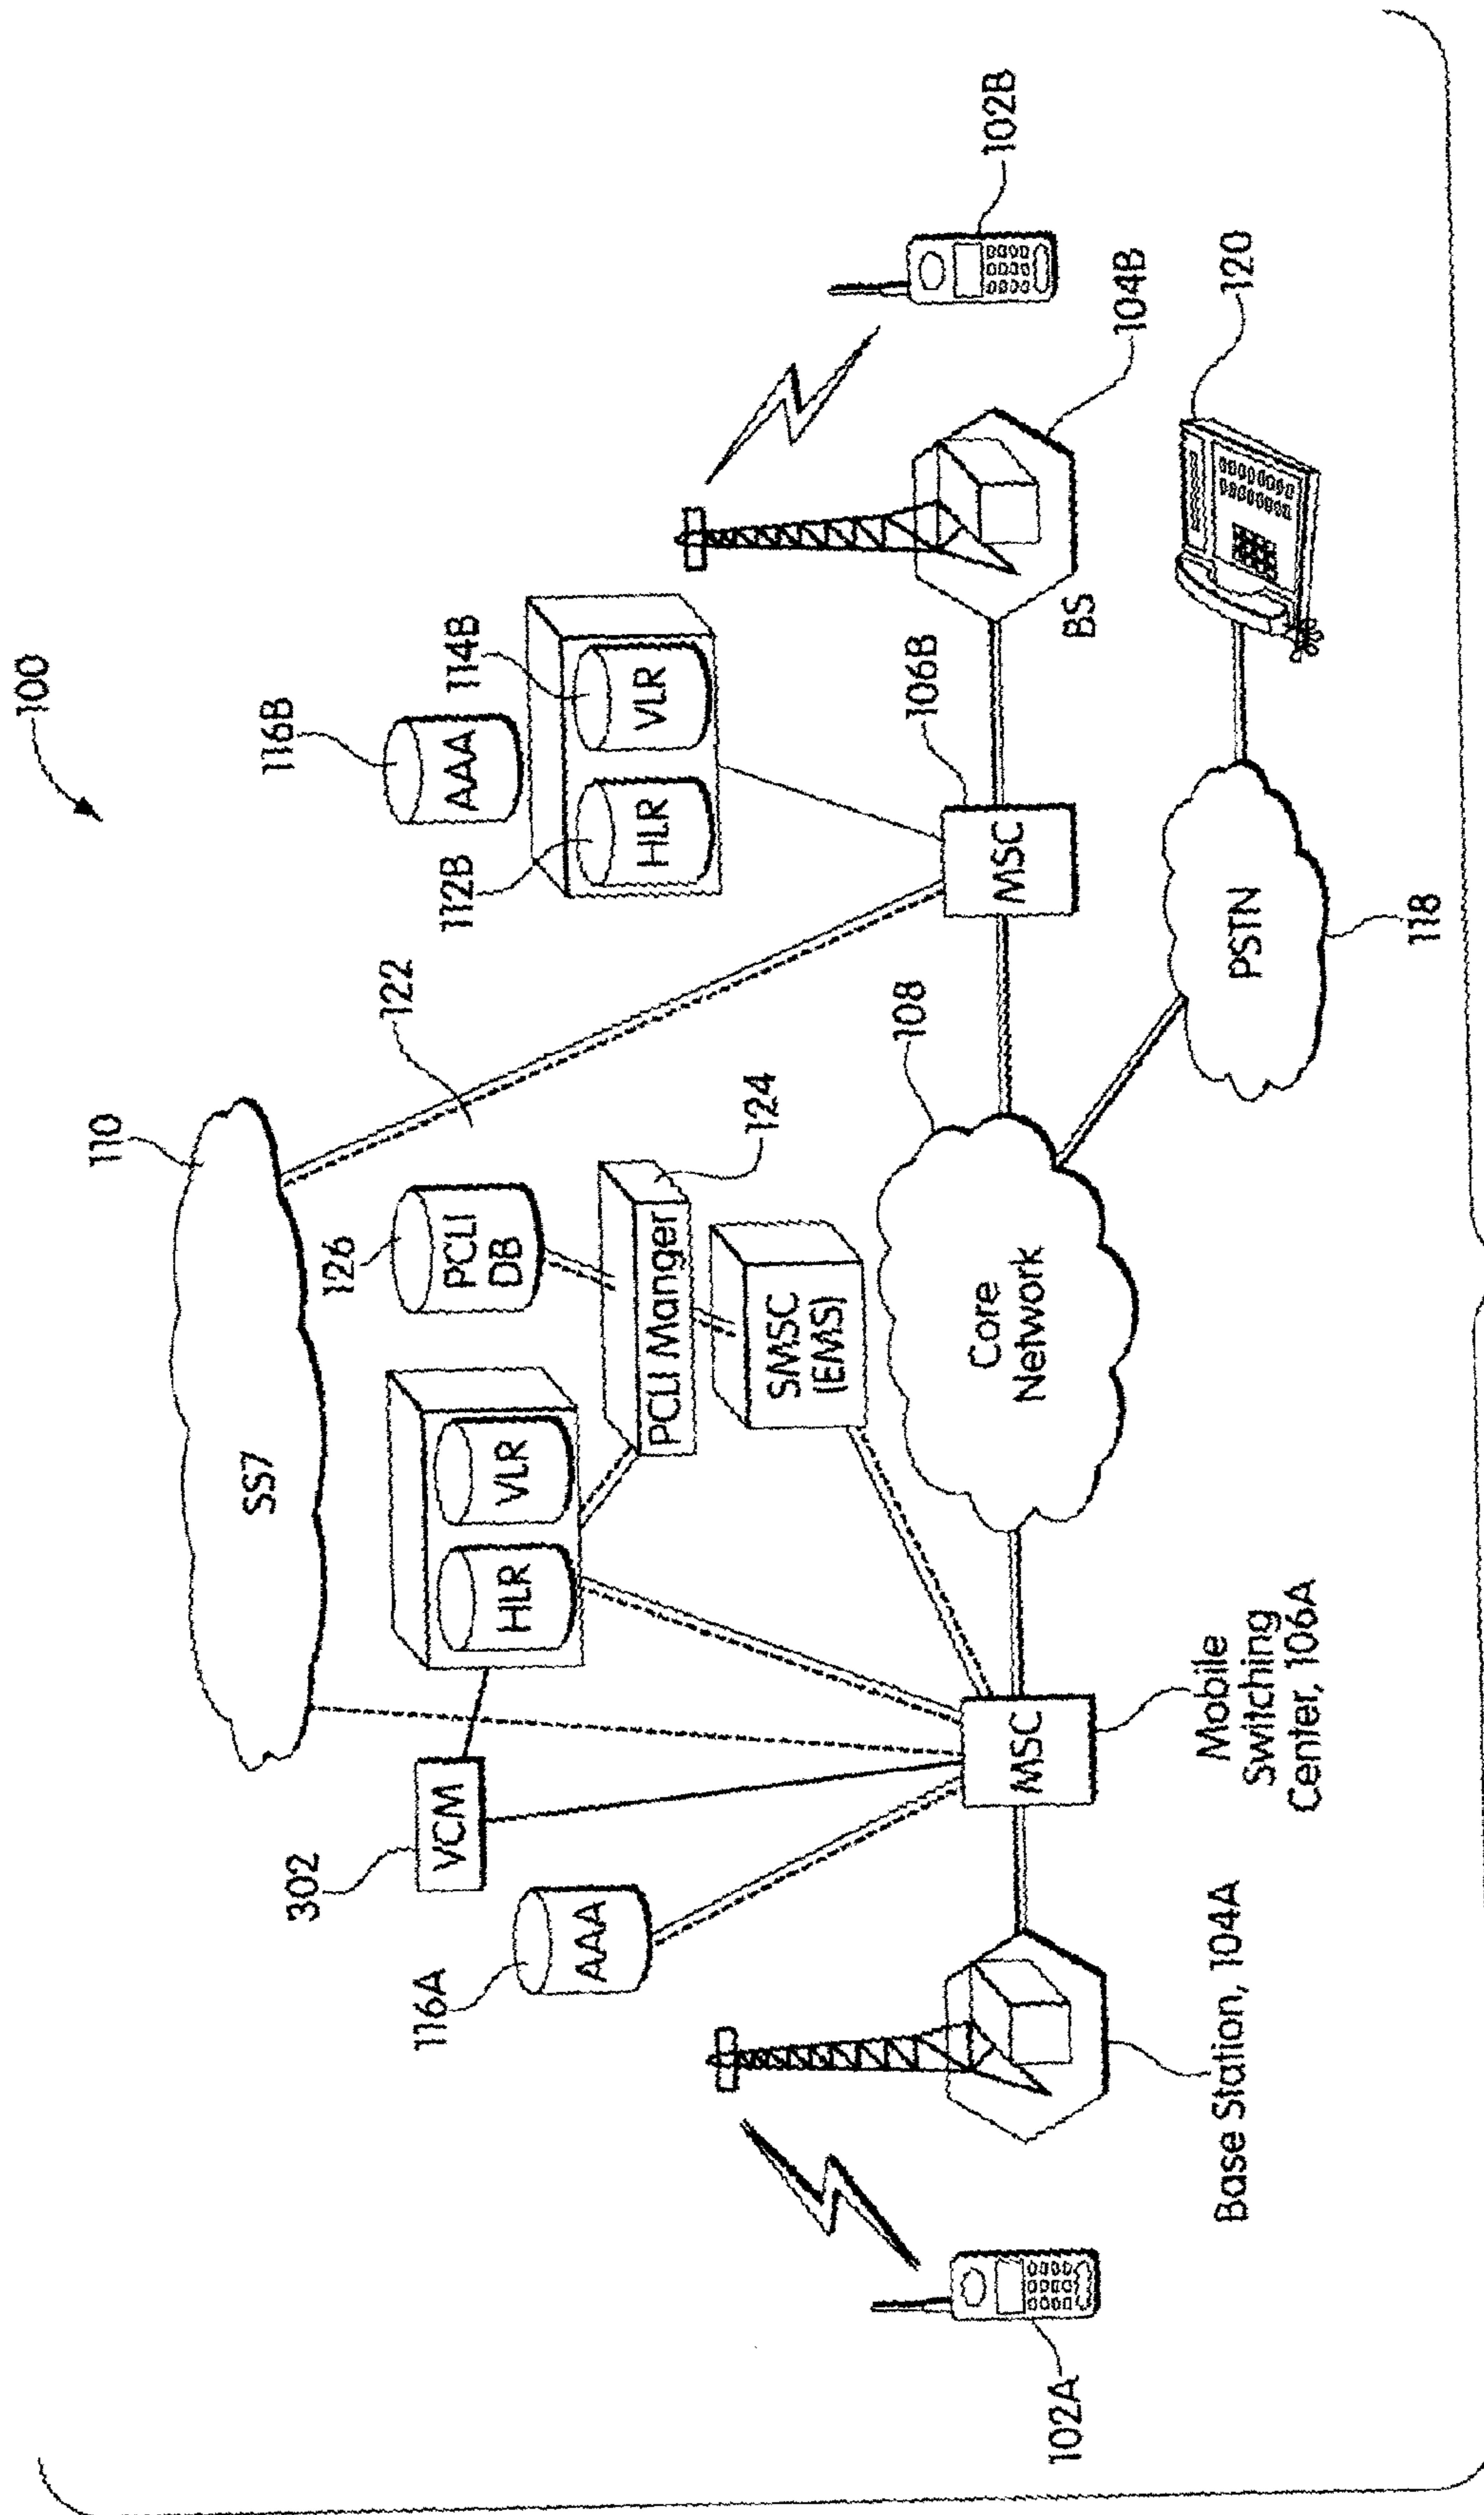 100
110
SS7
122
126
PCLI
DB
116B
AAA
114B
112B
HLR
VLR
302
VCM
HLR
VLR
PCLI Manger
124
SMSC
(EMS)
116A
AAA
102B
104B
BS
106B
MSC
108
Core
Network
MSC
Mobile
Switching
Center, 106A
PSTN
118
120
Base Station, 104A
102A